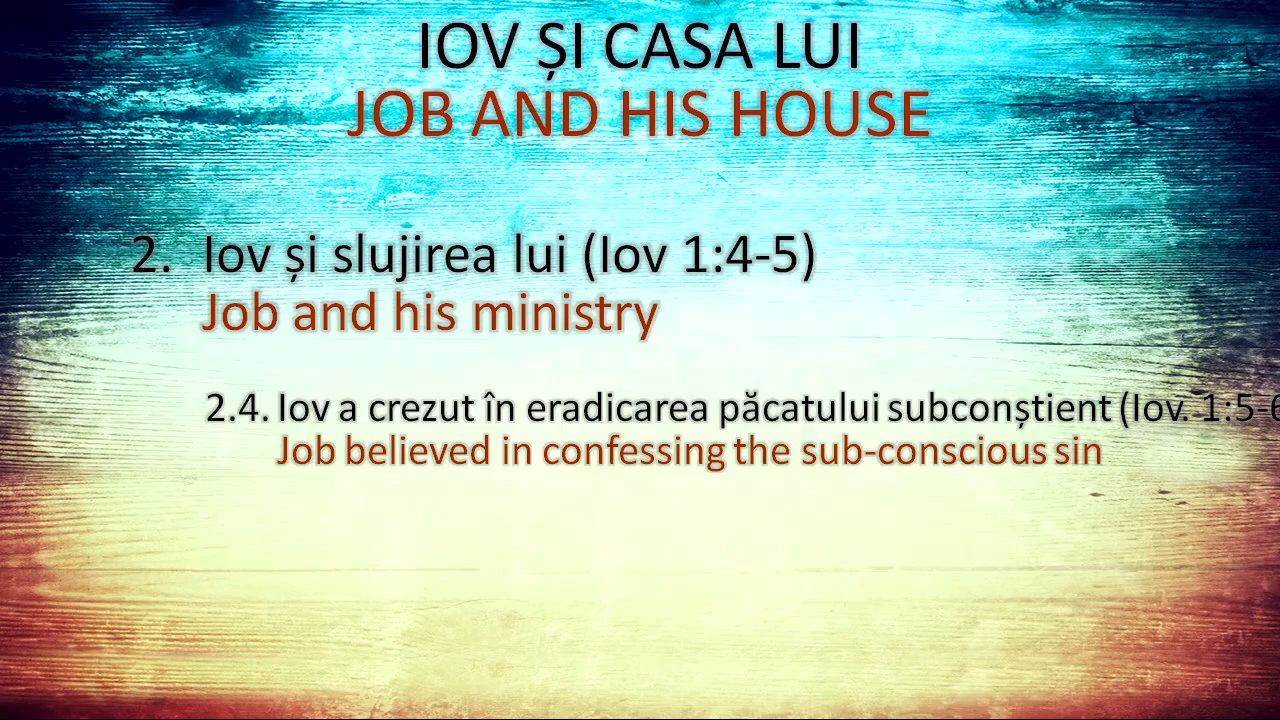 IOV ȘI CASA LUI
JOB AND HIS HOUSE
2. Iov și slujirea lui (Iov 1:4-5)
Job and his ministry
2.4. Iov a crezut în eradicarea păcatului subconștient (Iov. 1:5-6
Job believed in confessing the sub-conscious sin